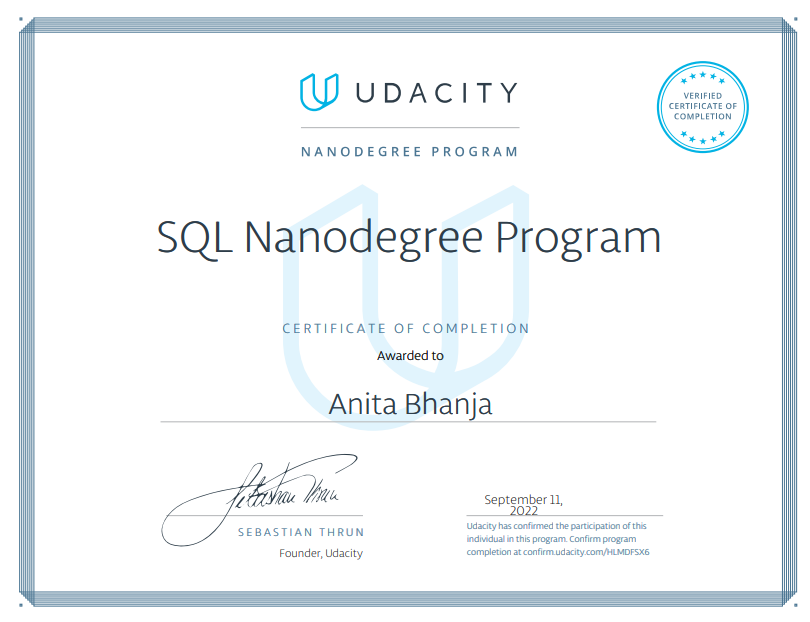 UDACITY
VERIFIED
CERTIFICATE OF
COMPLETION
NANODEGREE PROGRAM
SQL Nanodegree Program
CERTIFICATE OF COMPLETION
Awarded to
Anita Bhanja
Sebastian Thrun
SEBASTIAN THRUN
Founder, Udacity
September 11,
2022
Udacity has confirmed the participation of this
individual in this program. Confirm program
completion at confirm.udacity.com/HLMDF5X6